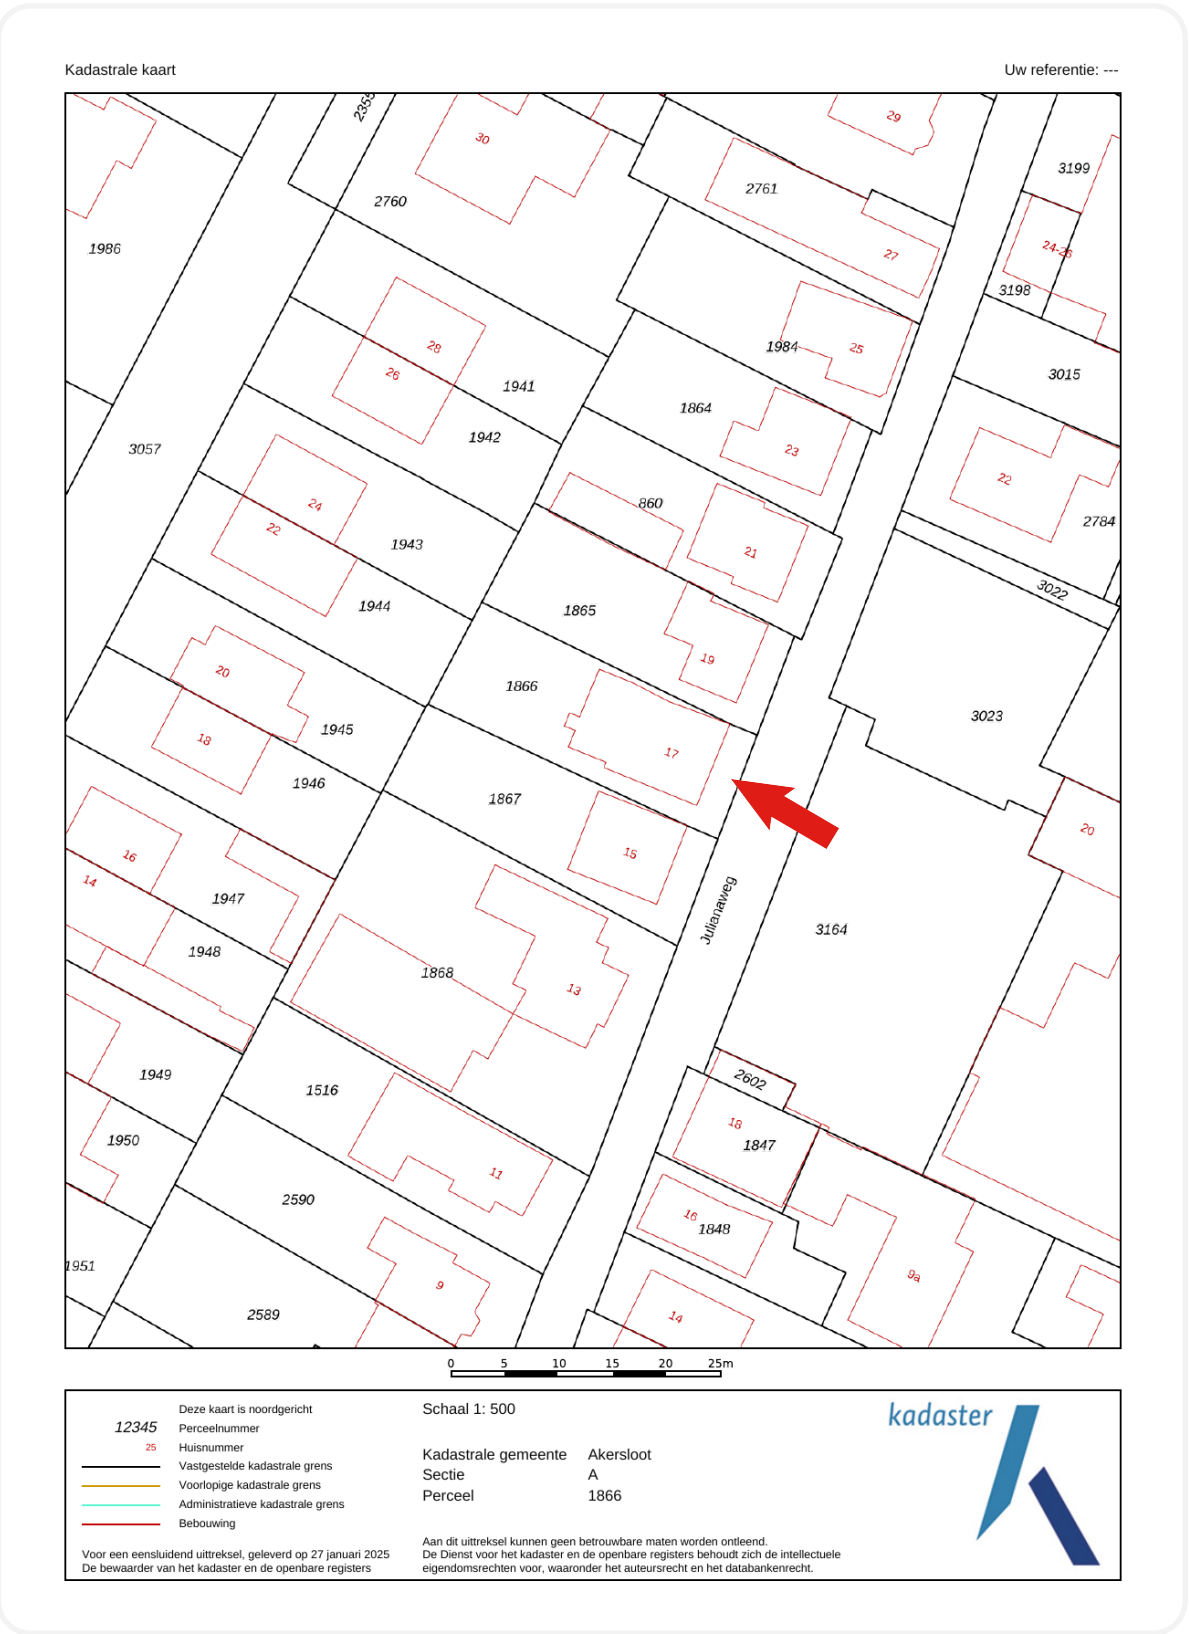 Kadastrale kaart
Uw referentie: ---
2355
29
30
3199
2761
2760
24-26
1986
27
3198
1984
25
28
26
3015
1941
1864
1942
3057
23
22
24
860
2784
22
1943
21
3022
1944
1865
19
20
1866
3023
18
1945
17
1946
1867
20
16
15
14
1947
Julianaweg
3164
1948
1868
13
1949
2602
1516
18
1950
1847
11
2590
16
1848
1951
9
9a
2589
14
0 5 10 15 20 25m
Deze kaart is noordgericht
12345 Perceelnummer
25 Huisnummer
Vastgestelde kadastrale grens
Voorlopige kadastrale grens
Administratieve kadastrale grens
Bebouwing
Voor een eensluidend uittreksel, geleverd op 27 januari 2025
De bewaarder van het kadaster en de openbare registers
Schaal 1: 500
Kadastrale gemeente Akersloot
Sectie A
Perceel 1866
Aan dit uittreksel kunnen geen betrouwbare maten worden ontleend.
De Dienst voor het kadaster en de openbare registers behoudt zich de intellectuele
eigendomsrechten voor, waaronder het auteursrecht en het databankenrecht.
kadaster